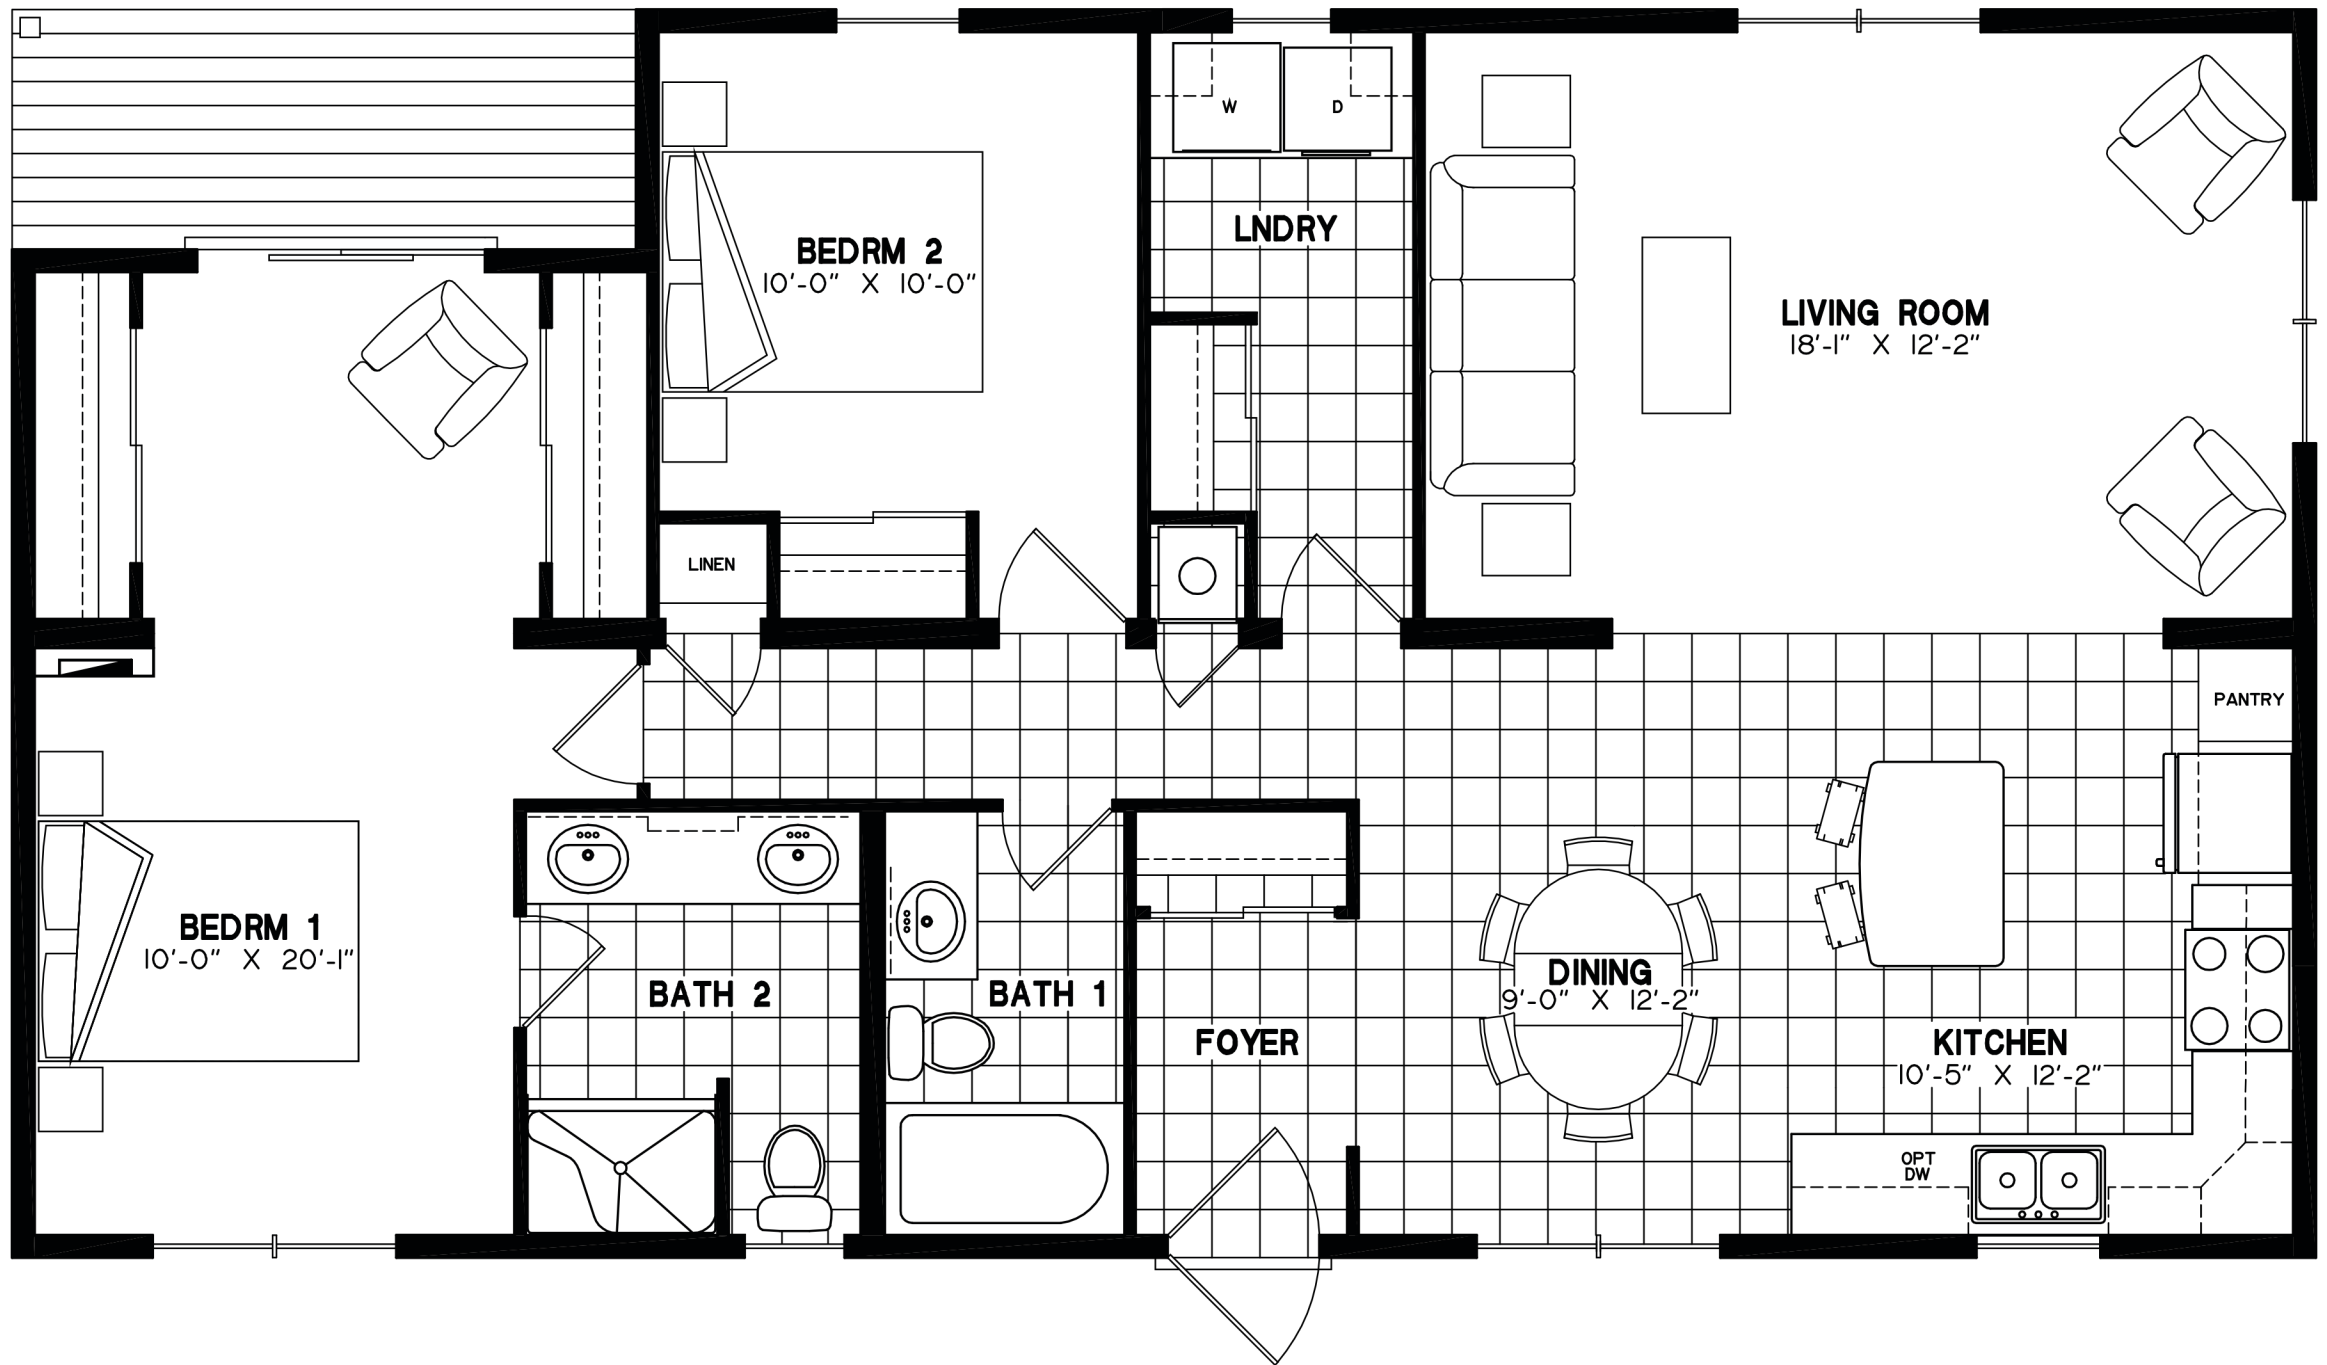 W
D
LNDRY
BEDRM 2
10'-0" X 10'-0"
LIVING ROOM
18'-1" X 12'-2"
LINEN
PANTRY
BEDRM 1
10'-0" X 20'-1"
BATH 2
BATH 1
FOYER
DINING
9'-0" X 12'-2"
KITCHEN
10'-5" X 12'-2"
OPT
DW